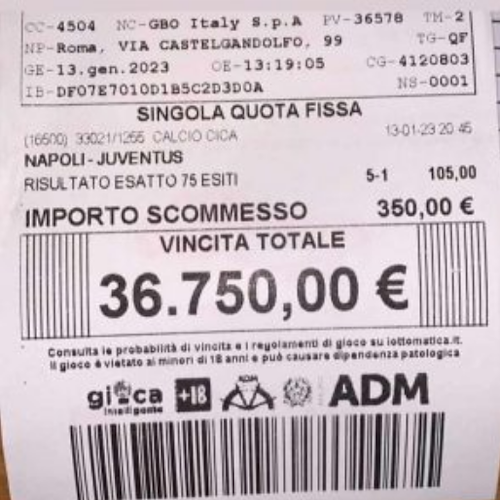 CC-4504 NC-GBO Italy S.p.A PV-36578 TM-2
NP-Roma, VIA CASTELGANDOLFO, 99 TG-QF
GE-13.gen.2023 OE-13:19:05 CG-4120803
IB-DF07E7010D1B5C2D3D0A NS-0001
SINGOLA QUOTA FISSA
(16500) 33021/1255 CALCIO CICA 13-01-23 20 45
NAPOLI - JUVENTUS
RISULTATO ESATTO 75 ESITI 5-1 105,00
IMPORTO SCOMMESSO 350,00 €
VINCITA TOTALE
36.750,00 €
Consulta le probabilità di vincita e i regolamenti di gioco su lottomatica.it.
Il gioco è vietato ai minori di 18 anni e può causare dipendenza patologica
gioca +18 ADM
intelligente